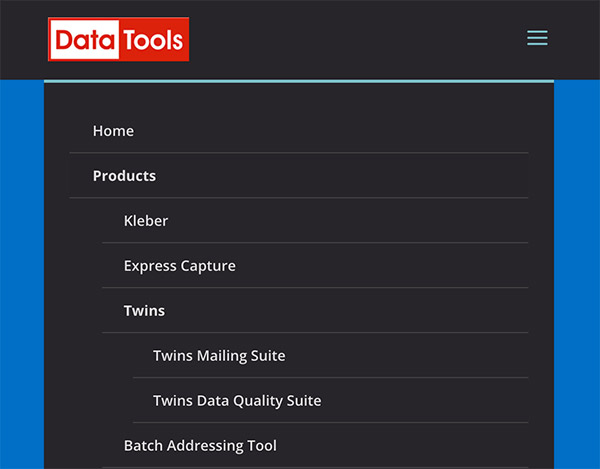 Data Tools
Home
Products
Kleber
Express Capture
Twins
Twins Mailing Suite
Twins Data Quality Suite
Batch Addressing Tool